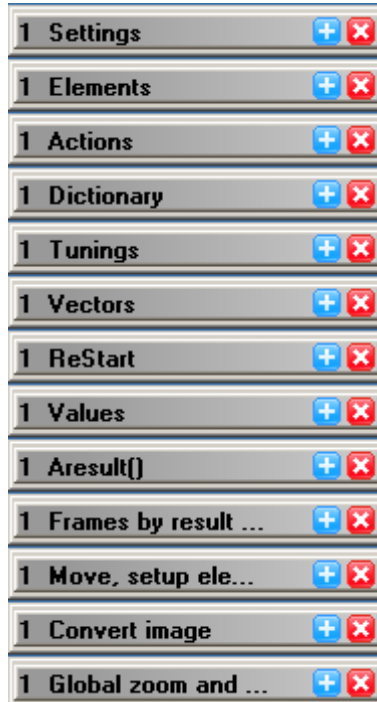 1 Settings
1 Elements
1 Actions
1 Dictionary
1 Tunings
1 Vectors
1 ReStart
1 Values
1 Aresult()
1 Frames by result ...
1 Move, setup ele...
1 Convert image
1 Global zoom and ...